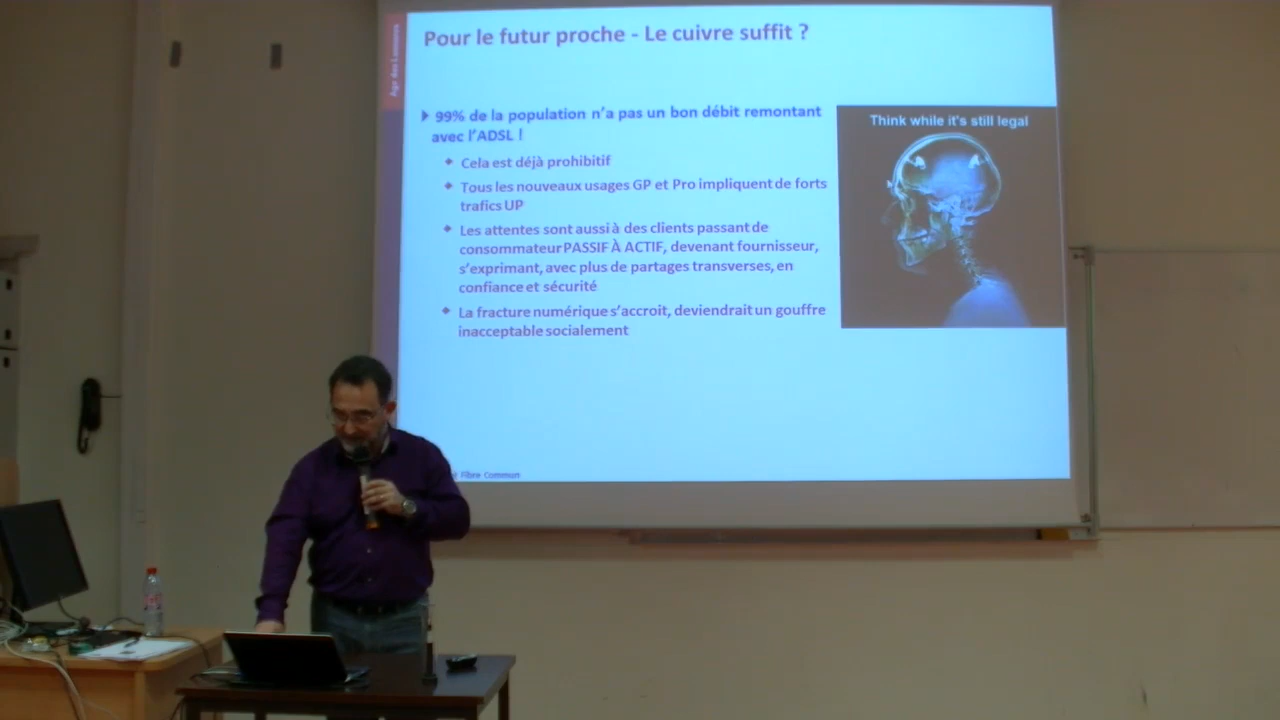 Pour le futur proche - Le cuivre suffit ?
99% de la population n'a pas un bon débit remontant
avec l'ADSL !
Cela est déjà prohibitif
Tous les nouveaux usages GP et Pro impliquent de forts
trafics UP
Les attentes sont aussi à des clients passant de
consommateur PASSIF À ACTIF, devenant fournisseur,
s'exprimant, avec plus de partages transverses, en
confiance et sécurité
La fracture numérique s'accroit, deviendrait un gouffre
inacceptable socialement
Think while it's still legal
Fibre Commun